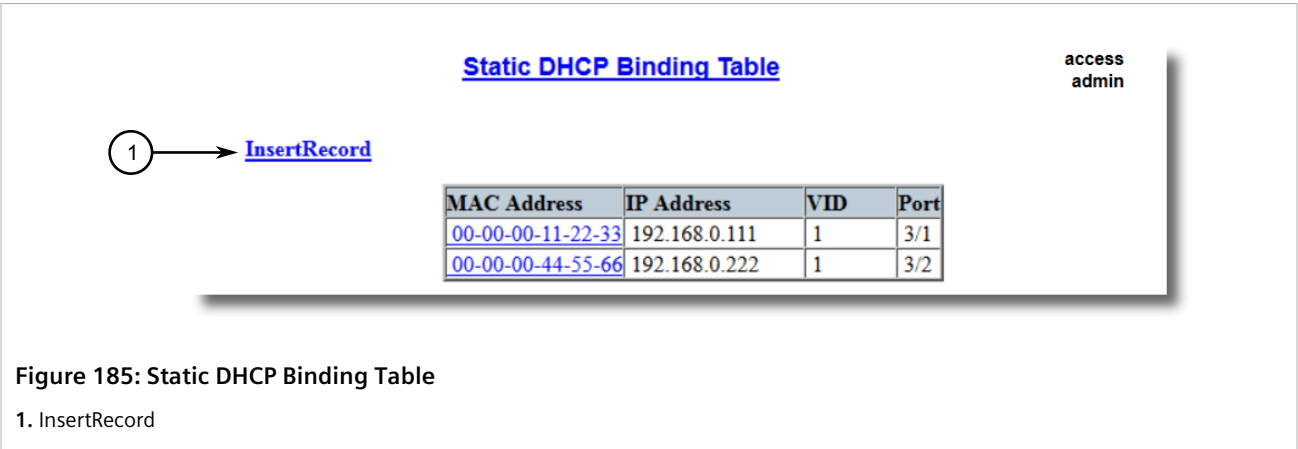 Static DHCP Binding Table
access
admin
1
InsertRecord
MAC Address IP Address VID Port
00-00-00-11-22-33 192.168.0.111 1 3/1
00-00-00-44-55-66 192.168.0.222 1 3/2
Figure 185: Static DHCP Binding Table
1. InsertRecord